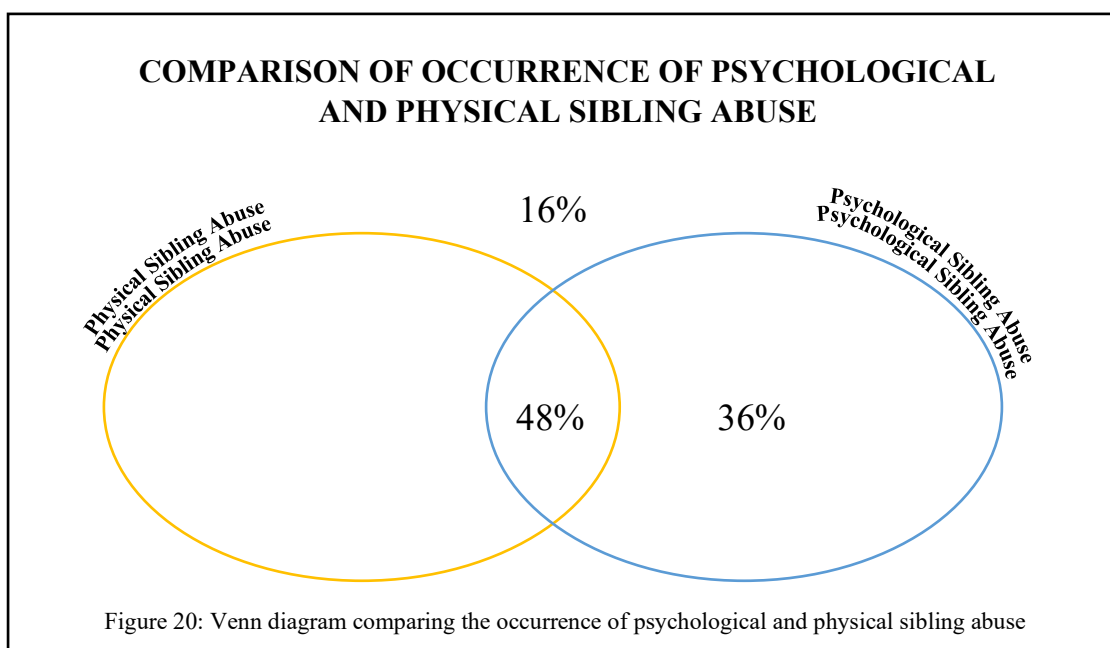 COMPARISON OF OCCURRENCE OF PSYCHOLOGICAL
AND PHYSICAL SIBLING ABUSE
16%
Physical Sibling Abuse
Physical Sibling Abuse
Psychological Sibling Abuse
Psychological Sibling Abuse
48%
36%
Figure 20: Venn diagram comparing the occurrence of psychological and physical sibling abuse